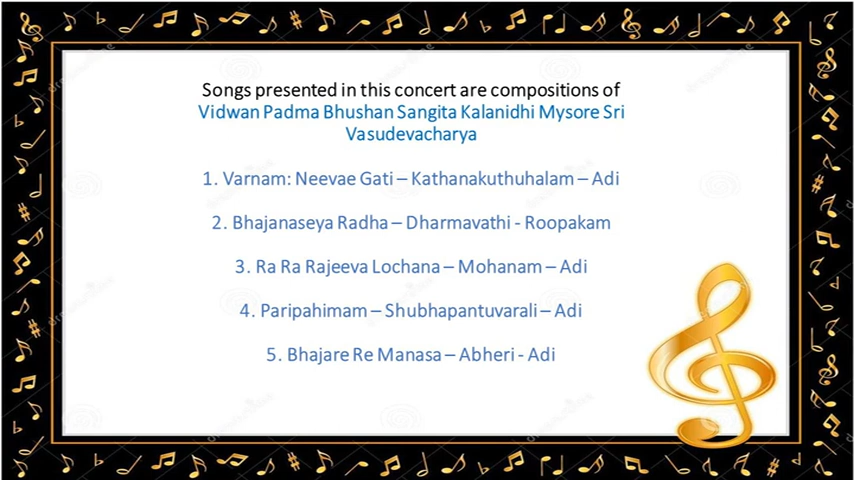 Songs presented in this concert are compositions of
Vidwan Padma Bhushan Sangita Kalanidhi Mysore Sri
Vasudevacharya
1. Varnam: Neevae Gati – Kathanakuthuhalam – Adi
2. Bhajanaseya Radha – Dharmavathi - Roopakam
3. Ra Ra Rajeeva Lochana – Mohanam – Adi
4. Paripahimam – Shubhapantuvarali – Adi
5. Bhajare Re Manasa – Abheri - Adi